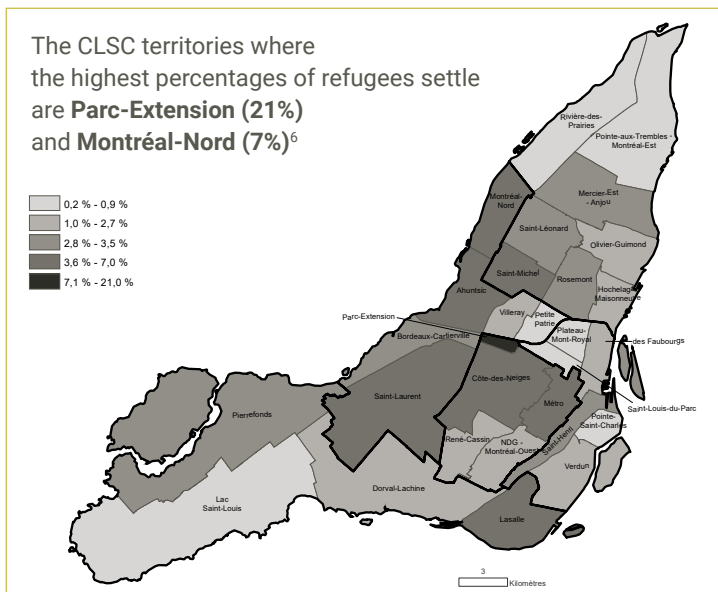 The CLSC territories where
the highest percentages of refugees settle
are Parc-Extension (21%)
and Montréal-Nord (7%)6
0,2 % - 0,9 %
1,0 % - 2,7 %
2,8 % - 3,5 %
3,6 % - 7,0 %
7,1 % - 21,0 %
Rivière-des-
Prairies
Pointe-aux-Trembles -
Montréal-Est
Mercier-Est
- Anjou
Montréal-
Nord
Saint-Léonard
Olivier-Guimond
Saint-Michel
Rosemont
Ahuntsic
Hochelaga
Maisonneuve
Parc-Extension
Villeray
Petite
Patrie
Plateau-
Mont-Royal
des Faubourgs
Bordeaux-Cartierville
Saint-Laurent
Côte-des-Neiges
Saint-Louis-du-Parc
Métro
Pierrefonds
Pointe-
Saint-Charles
René-Cassin
NDG -
Montréal-Ouest
Saint-Henri
Verdun
Dorval-Lachine
Lac
Saint-Louis
Lasalle
3
Kilomètres